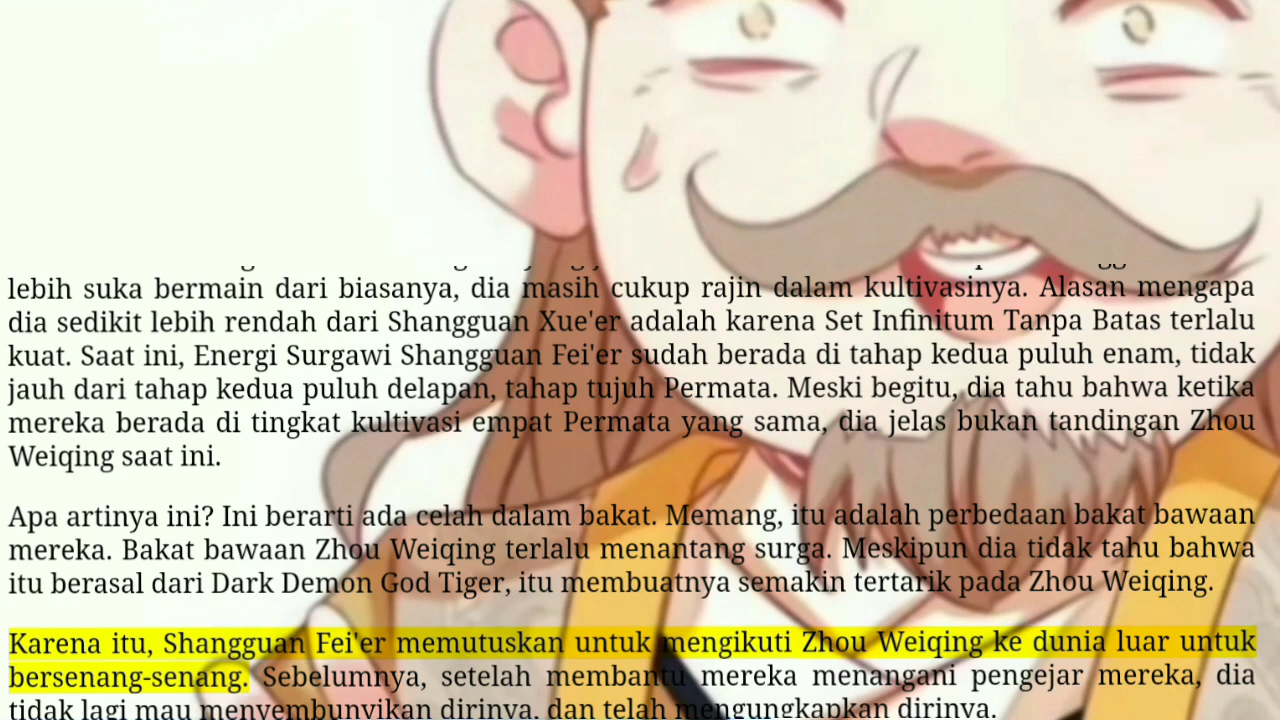 lebih suka bermain dari biasanya, dia masih cukup rajin dalam kultivasinya. Alasan mengapa
dia sedikit lebih rendah dari Shangguan Xue'er adalah karena Set Infinitum Tanpa Batas terlalu
kuat. Saat ini, Energi Surgawi Shangguan Fei'er sudah berada di tahap kedua puluh enam, tidak
jauh dari tahap kedua puluh delapan, tahap tujuh Permata. Meski begitu, dia tahu bahwa ketika
mereka berada di tingkat kultivasi empat Permata yang sama, dia jelas bukan tandingan Zhou
Weiqing saat ini.
Apa artinya ini? Ini berarti ada celah dalam bakat. Memang, itu adalah perbedaan bakat bawaan
mereka. Bakat bawaan Zhou Weiqing terlalu menantang surga. Meskipun dia tidak tahu bahwa
itu berasal dari Dark Demon God Tiger, itu membuatnya semakin tertarik pada Zhou Weiqing.
Karena itu, Shangguan Fei'er memutuskan untuk mengikuti Zhou Weiqing ke dunia luar untuk
bersenang-senang. Sebelumnya, setelah membantu mereka menangani pengejar mereka, dia
tidak lagi mau menyembunyikan dirinya, dan telah mengungkapkan dirinya.